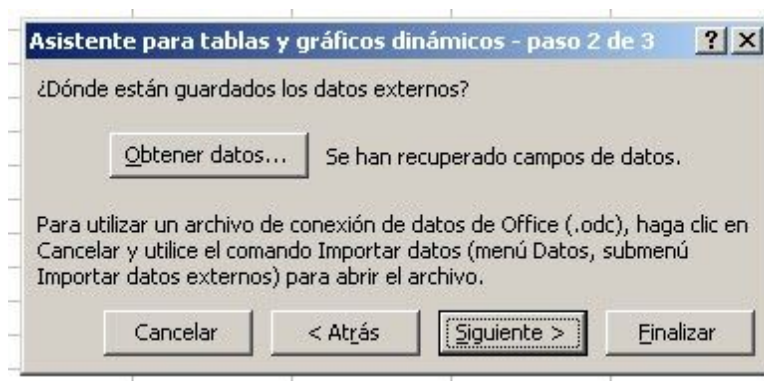 Asistente para tablas y gráficos dinámicos - paso 2 de 3
¿Dónde están guardados los datos externos?
Obtener datos... Se han recuperado campos de datos.
Para utilizar un archivo de conexión de datos de Office (.odc), haga clic en
Cancelar y utilice el comando Importar datos (menú Datos, submenú
Importar datos externos) para abrir el archivo.
Cancelar < Atrás Siguiente > Finalizar